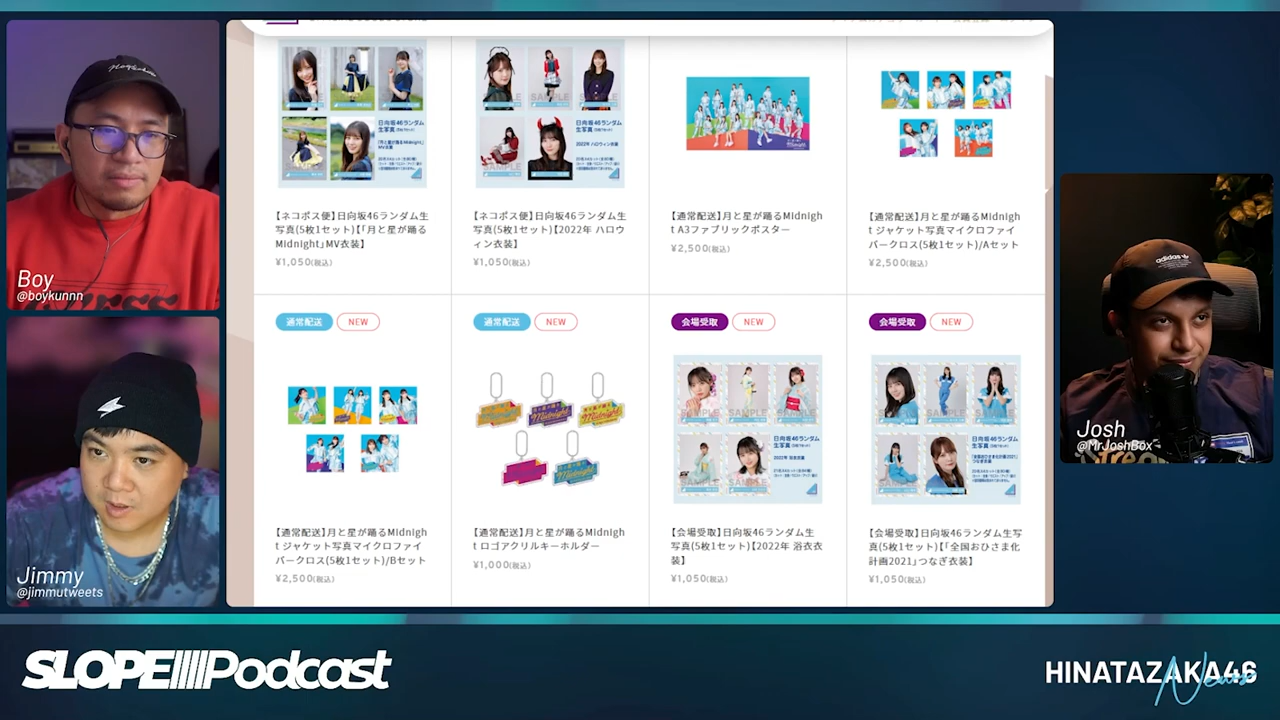 Boy
@boykunnn
Jimmy
@jimmutweets
Josh
@MrJoshBox
adidas
【ネコポス便】日向坂46ランダム生
写真(5枚1セット)【「月と星が踊る
Midnight」MV衣装】
¥1,050(税込)
【ネコポス便】日向坂46ランダム生
写真(5枚1セット)【2022年 ハロウ
ィン衣装】
¥1,050(税込)
【通常配送】月と星が踊るMidnigh
t A3ファブリックポスター
¥2,500(税込)
【通常配送】月と星が踊るMidnigh
t ジャケット写真マイクロファイ
バークロス(5枚1セット)/Aセット
¥2,500(税込)
通常配送 NEW
通常配送 NEW
会場受取 NEW
会場受取 NEW
【通常配送】月と星が踊るMidnigh
t ジャケット写真マイクロファイ
バークロス(5枚1セット)/Bセット
¥2,500(税込)
【通常配送】月と星が踊るMidnigh
t ロゴアクリルキーホルダー
¥1,000(税込)
【会場受取】日向坂46ランダム生
写真(5枚1セット)【2022年 浴衣衣
装】
¥1,050(税込)
【会場受取】日向坂46ランダム生写
真(5枚1セット)【「全国おひさま化
計画2021」つなぎ衣装】
¥1,050(税込)
SLOPE Podcast
HINATAZAKA46
News